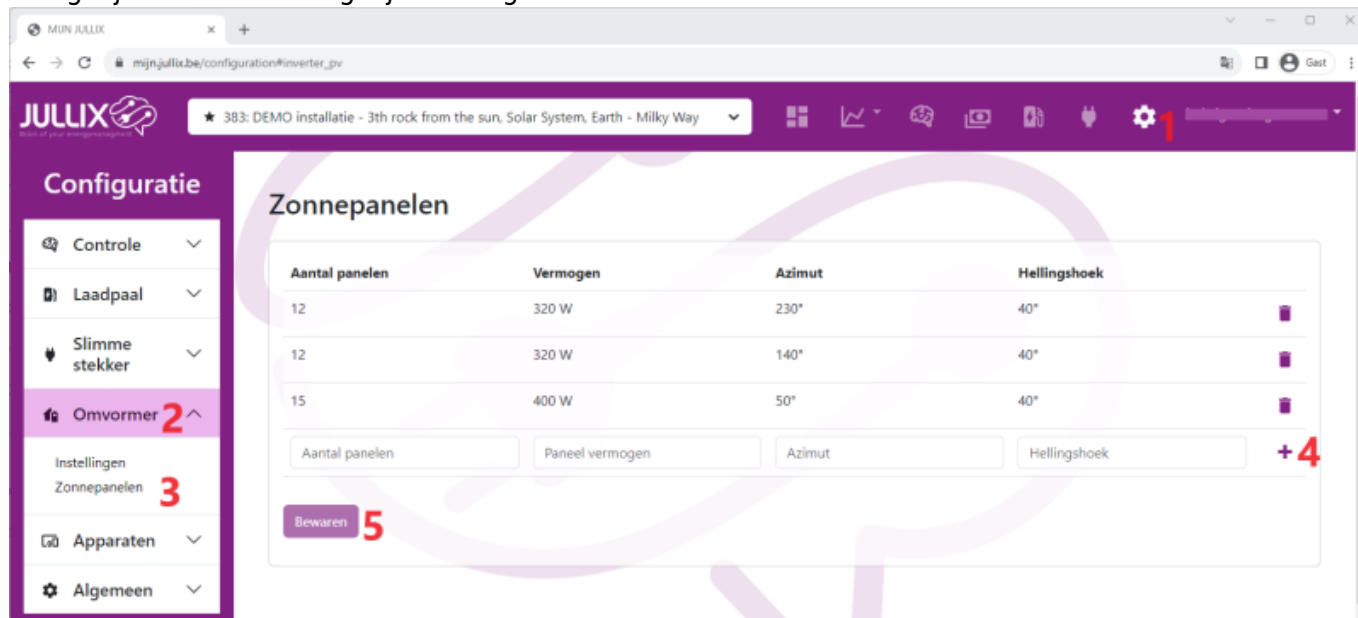 MIJN JULLIX
mijn.jullix.be/configuration#inverter_pv
Gast
JULLIX
★ 383: DEMO installatie - 3th rock from the sun, Solar System, Earth - Milky Way
1
Configuratie
Controle
Laadpaal
Slimme
stekker
Omvormer 2
Instellingen
Zonnepanelen 3
Apparaten
Algemeen
Zonnepanelen
Aantal panelen Vermogen Azimut Hellingshoek
12 320 W 230° 40°
12 320 W 140° 40°
15 400 W 50° 40°
Aantal panelen Paneel vermogen Azimut Hellingshoek + 4
Bewaren 5